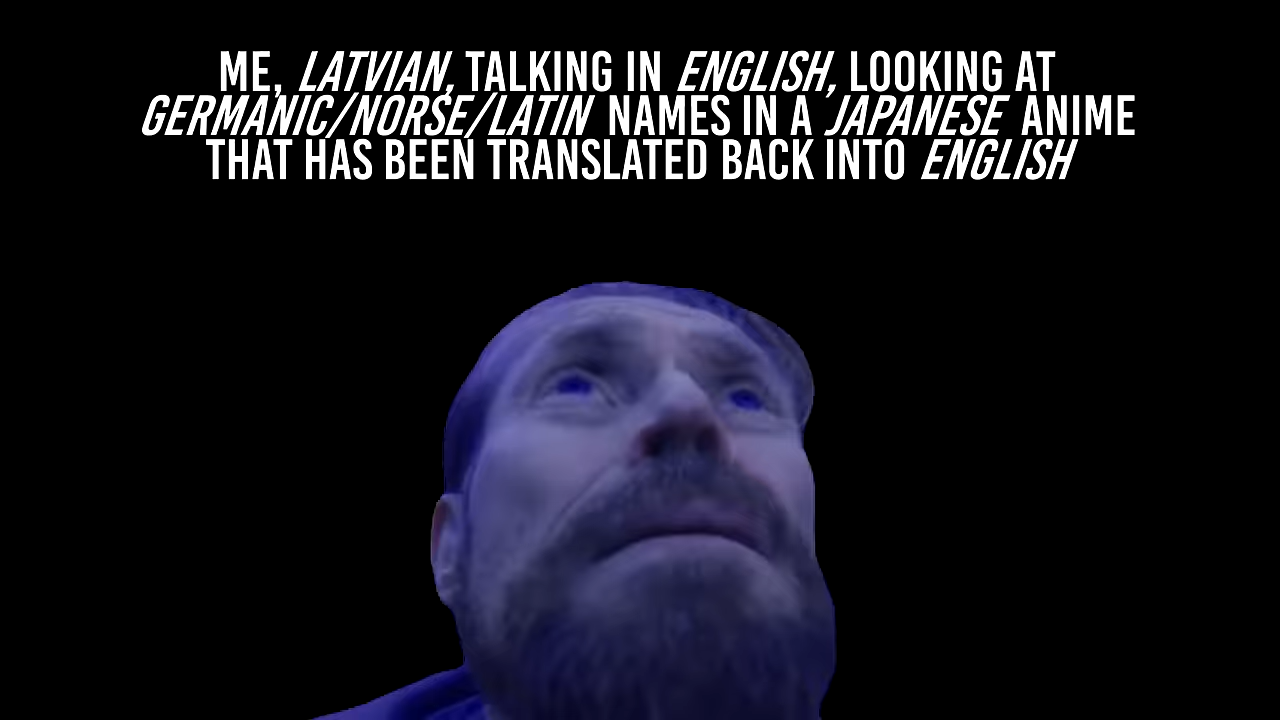 ME, LATVIAN, TALKING IN ENGLISH, LOOKING AT
GERMANIC/NORSE/LATIN NAMES IN A JAPANESE ANIME
THAT HAS BEEN TRANSLATED BACK INTO ENGLISH